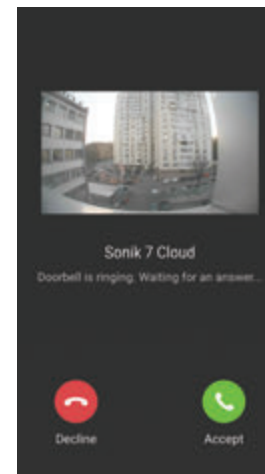 Sonik 7 Cloud
Doorbell is ringing. Waiting for an answer...
Decline
Accept